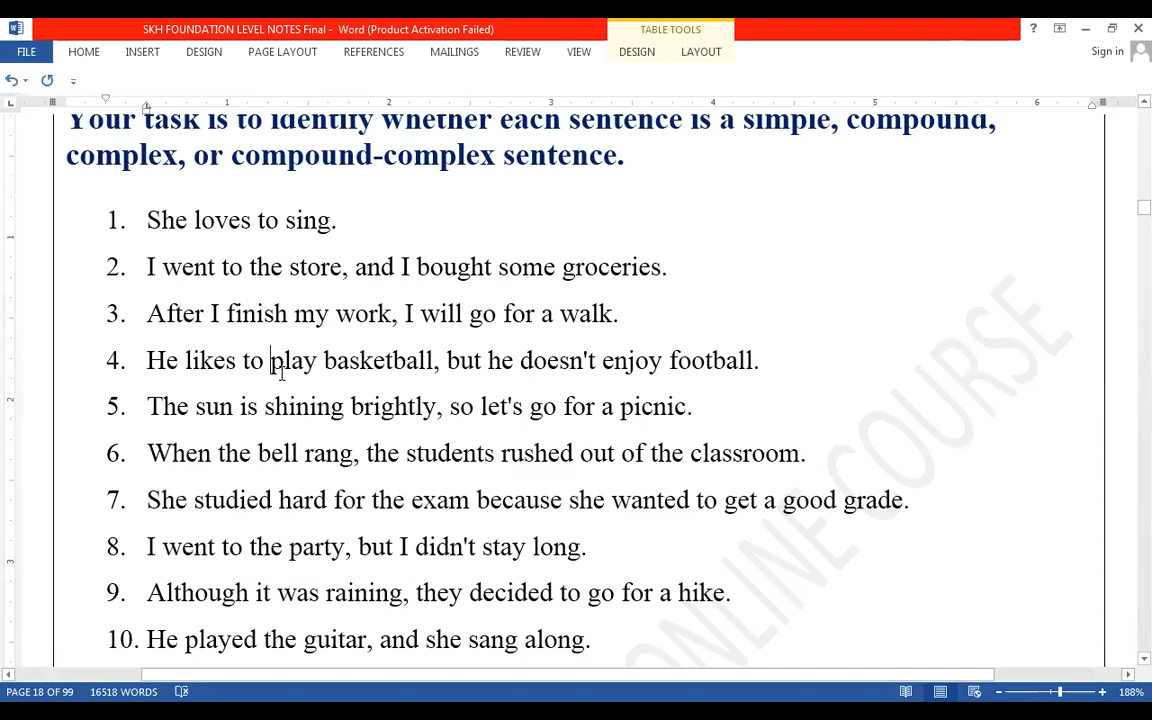 SKH FOUNDATION LEVEL NOTES Final - Word (Product Activation Failed)
TABLE TOOLS
?
FILE HOME INSERT DESIGN PAGE LAYOUT REFERENCES MAILINGS REVIEW VIEW DESIGN LAYOUT Sign in
1 2 3 4 5 6
Your task is to identify whether each sentence is a simple, compound,
complex, or compound-complex sentence.
1. She loves to sing.
2. I went to the store, and I bought some groceries.
3. After I finish my work, I will go for a walk.
4. He likes to play basketball, but he doesn't enjoy football.
5. The sun is shining brightly, so let's go for a picnic.
6. When the bell rang, the students rushed out of the classroom.
7. She studied hard for the exam because she wanted to get a good grade.
8. I went to the party, but I didn't stay long.
9. Although it was raining, they decided to go for a hike.
10. He played the guitar, and she sang along.
ONLINE COURSE
PAGE 18 OF 99 16518 WORDS 188%